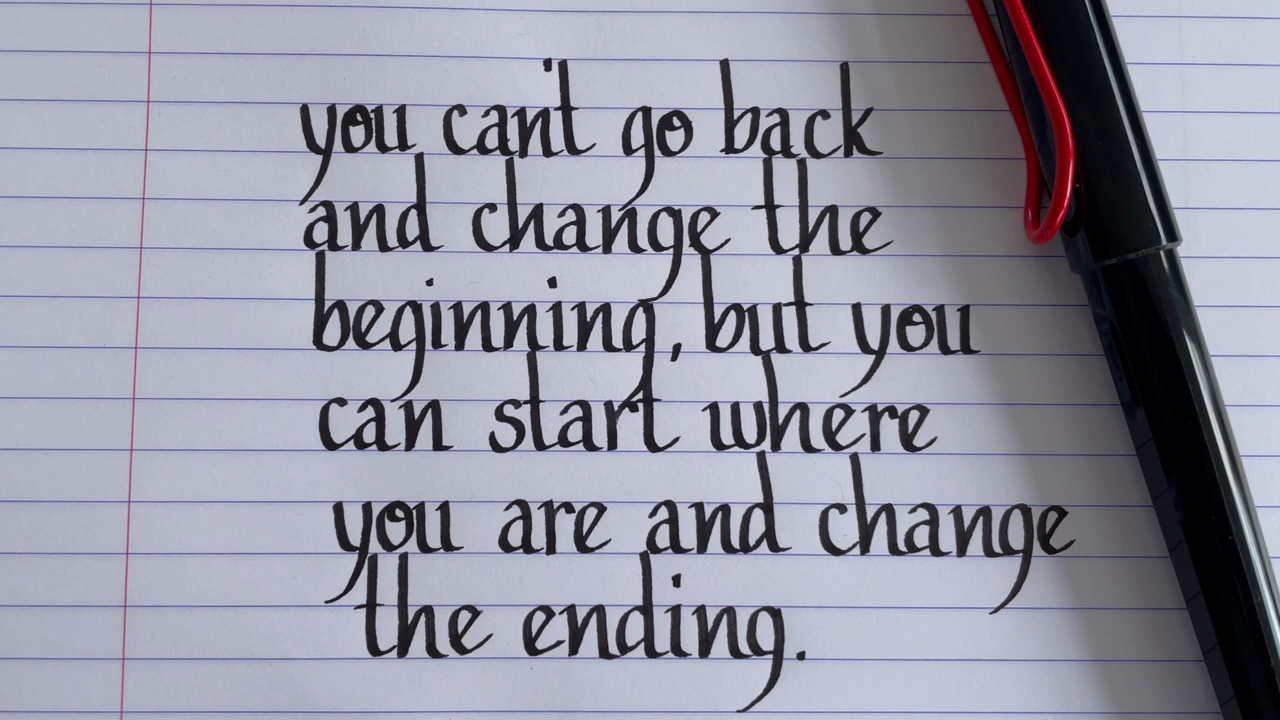 you can't go back
and change the
beginning, but you
can start where
you are and change
the ending.